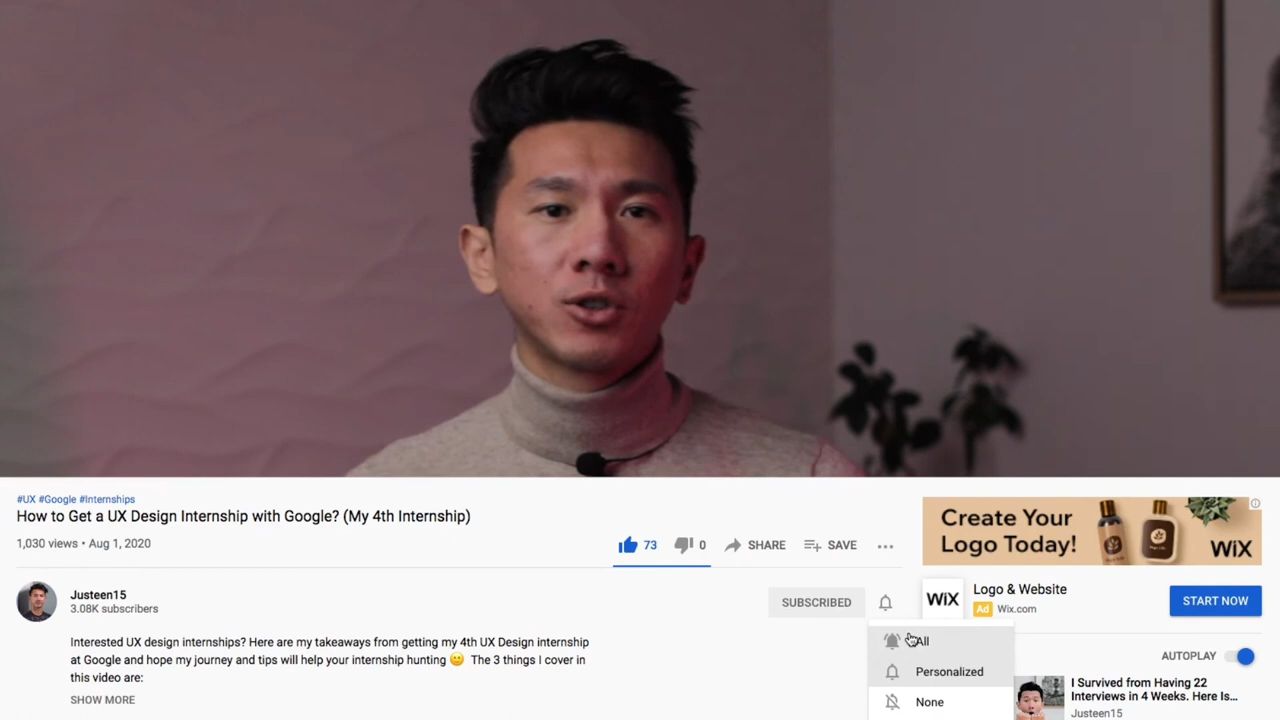 #UX #Google #Internships
How to Get a UX Design Internship with Google? (My 4th Internship)
1,030 views • Aug 1, 2020
73
0
SHARE
SAVE
Justeen15
3.08K subscribers
SUBSCRIBED
Interested UX design internships? Here are my takeaways from getting my 4th UX Design internship
at Google and hope my journey and tips will help your internship hunting 🙂 The 3 things I cover in
this video are:
SHOW MORE
All
Personalized
None
Create Your
Logo Today!
WiX
WiX
Logo & Website
Ad Wix.com
START NOW
AUTOPLAY
I Survived from Having 22
Interviews in 4 Weeks. Here Is...
Justeen15